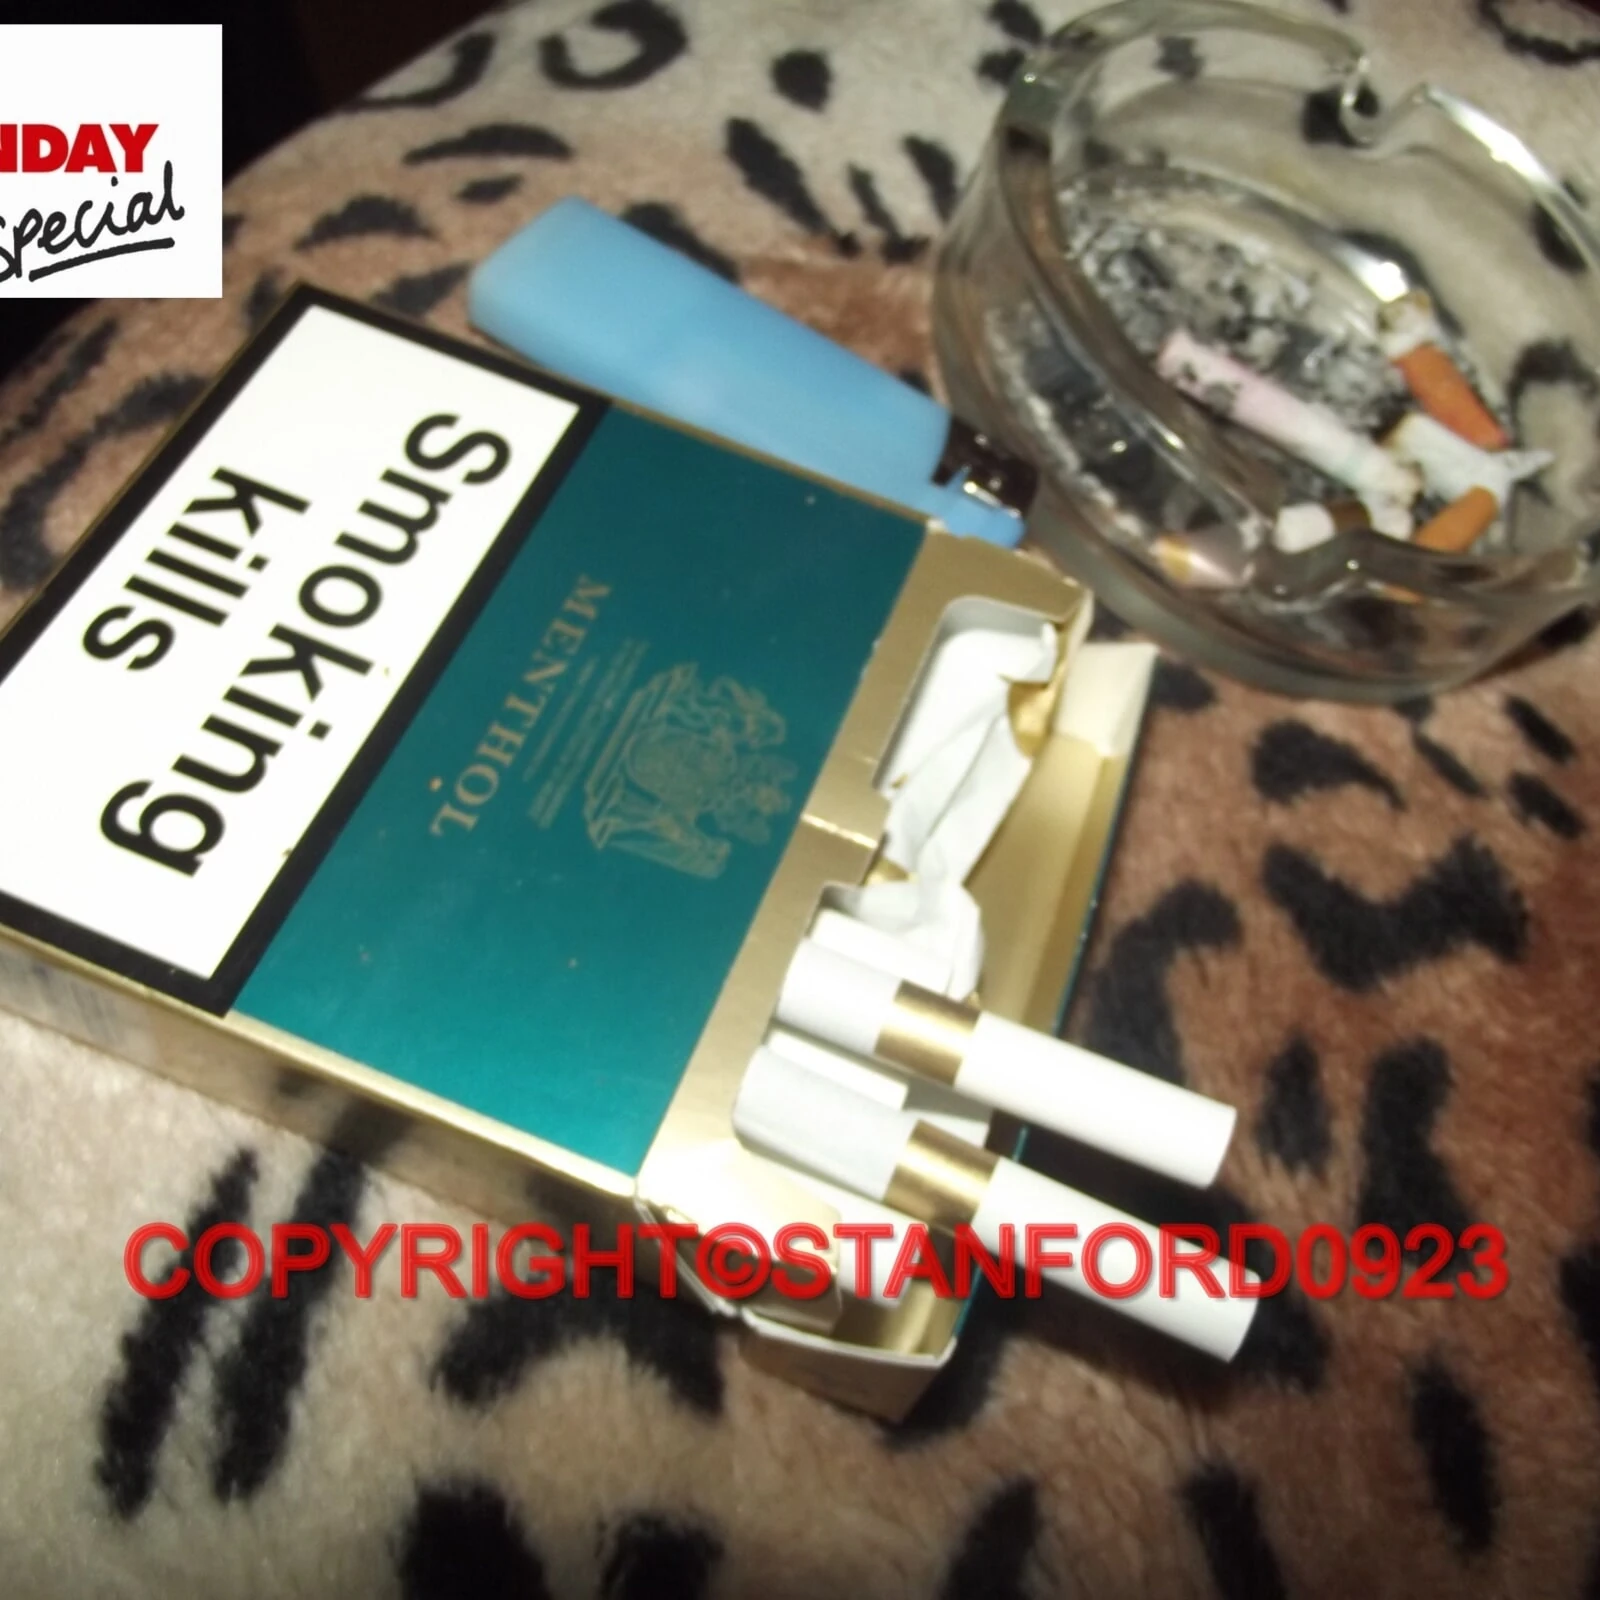 NDAY
Special
Smoking
kills
MENTHOL
COPYRIGHT©STANFORD0923